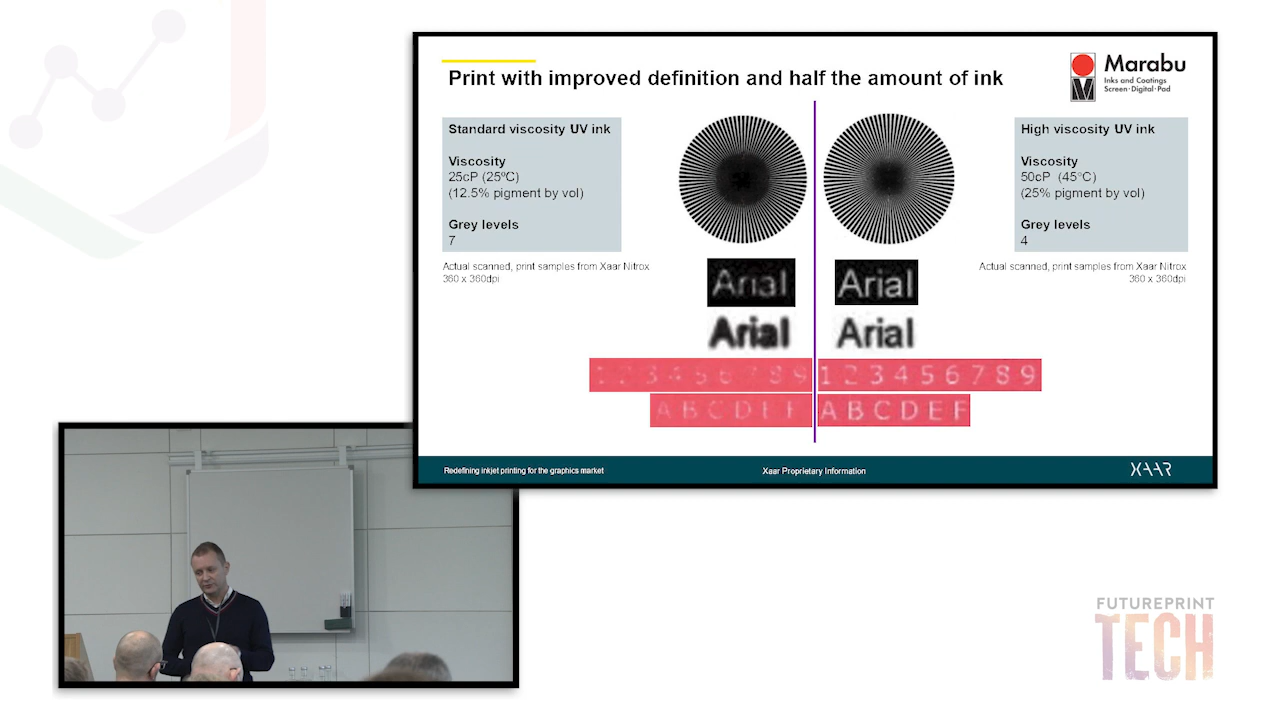 Print with improved definition and half the amount of ink
Marabu
Inks and Coatings
Screen·Digital·Pad
Standard viscosity UV ink
Viscosity
25cP (25°C)
(12.5% pigment by vol)
Grey levels
7
Actual scanned, print samples from Xaar Nitrox
360 x 360dpi
High viscosity UV ink
Viscosity
50cP (45°C)
(25% pigment by vol)
Grey levels
4
Actual scanned, print samples from Xaar Nitrox
360 x 360dpi
Arial
Arial
Arial
Arial
1 2 3 4 5 6 7 8 9
1 2 3 4 5 6 7 8 9
A B C D E F
A B C D E F
Redefining inkjet printing for the graphics market
Xaar Proprietary Information
XAAR
FUTUREPRINT
TECH